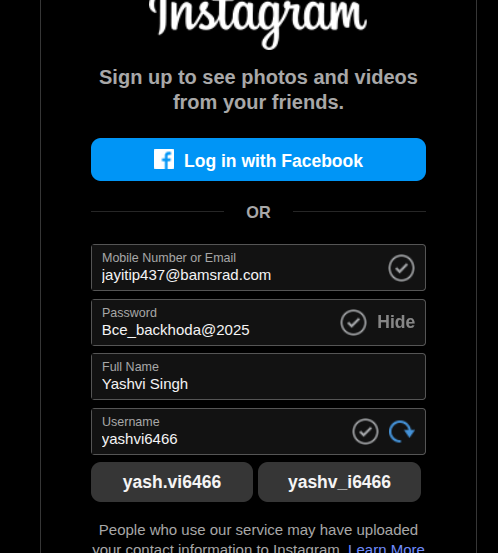 Instagram
Sign up to see photos and videos
from your friends.
Log in with Facebook
OR
Mobile Number or Email
jayitip437@bamsrad.com
Password
Bce_backhoda@2025
Hide
Full Name
Yashvi Singh
Username
yashvi6466
yash.vi6466
yashv_i6466
People who use our service may have uploaded
your contact information to Instagram. Learn More